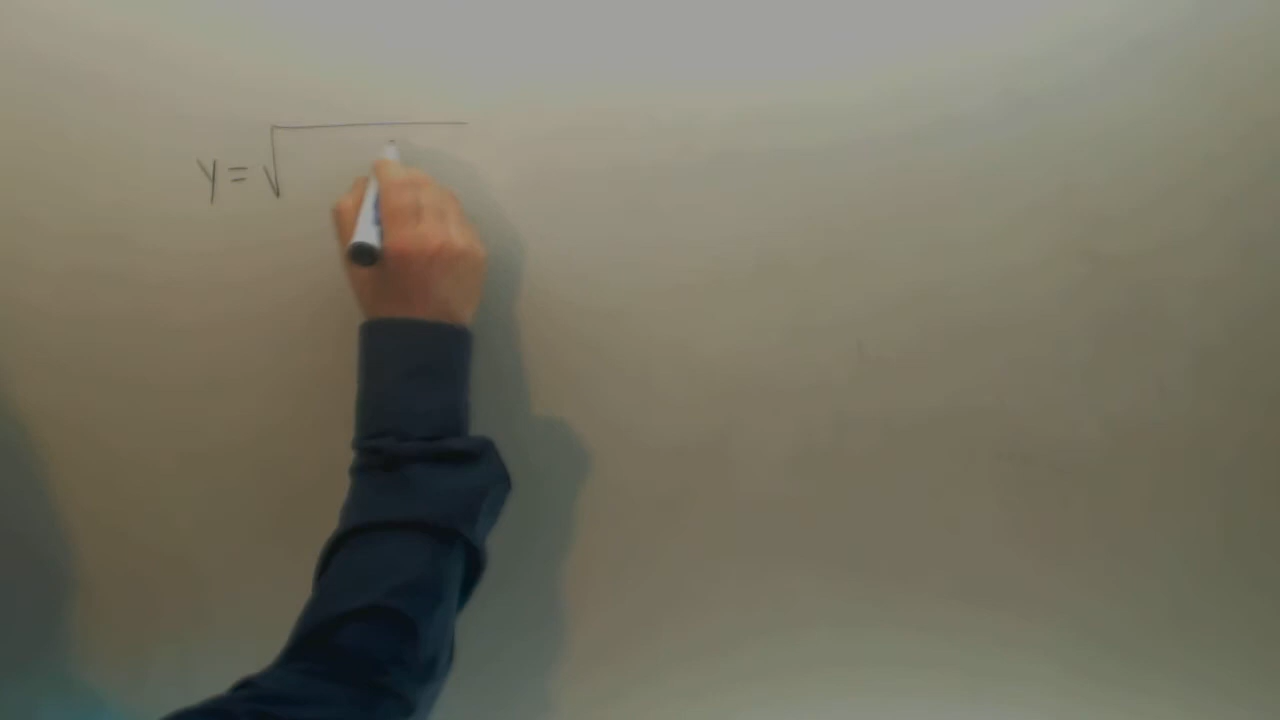 y = √